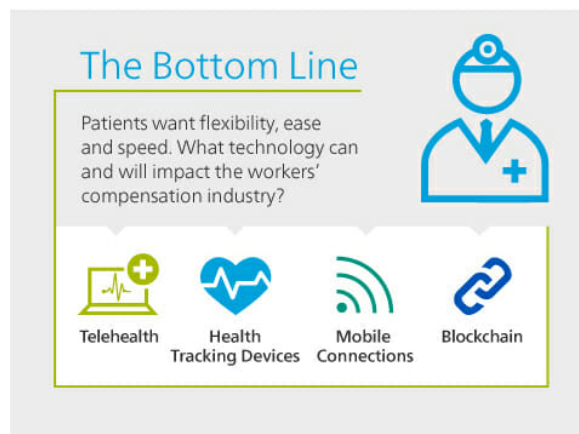 The Bottom Line
Patients want flexibility, ease
and speed. What technology can
and will impact the workers’
compensation industry?
Telehealth
Health
Tracking Devices
Mobile
Connections
Blockchain